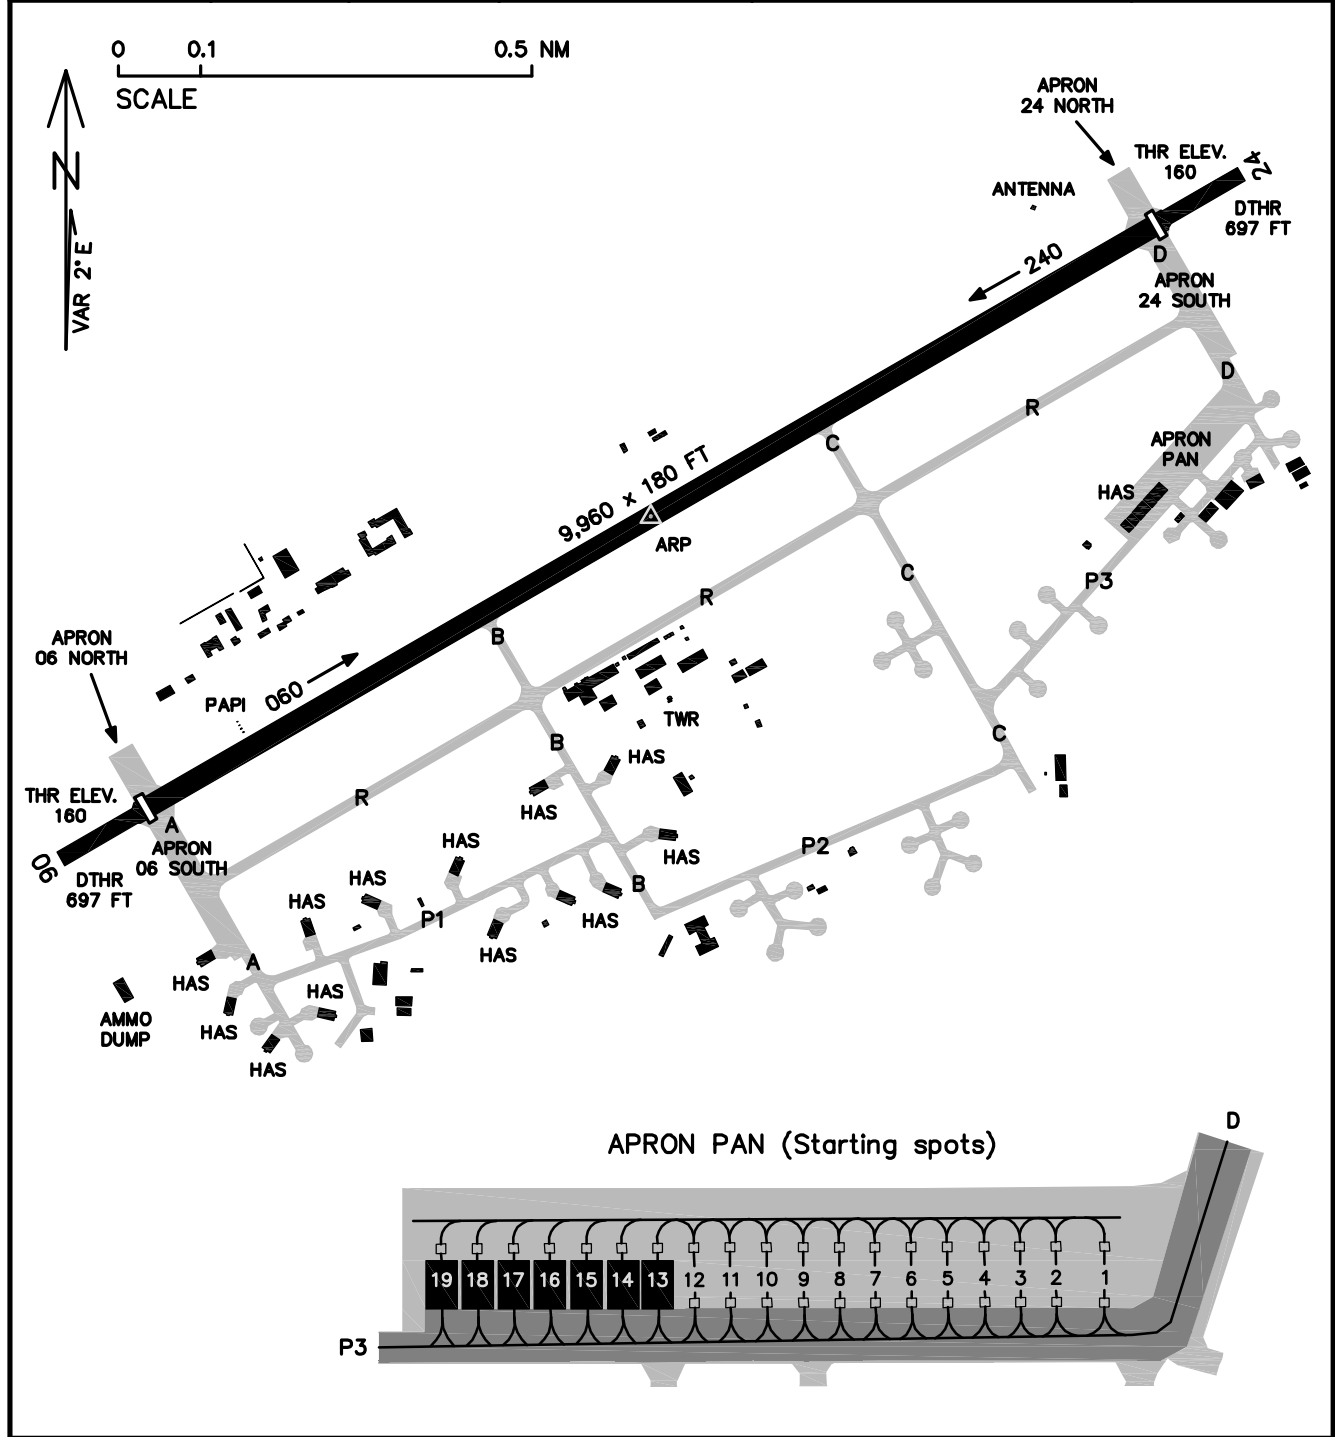 0 0.1 0.5 NM
SCALE
N
VAR 2°E
APRON
24 NORTH
THR ELEV.
160
24
ANTENNA
DTHR
697 FT
240
D
APRON
24 SOUTH
D
R
C
APRON
PAN
HAS
9,960 x 180 FT
ARP
C
P3
R
B
APRON
06 NORTH
060
PAPI
TWR
C
B
HAS
HAS
R
THR ELEV.
160
A
APRON
06 SOUTH
06
DTHR
697 FT
HAS
HAS
P2
B
HAS
HAS
P1
HAS
HAS
A
HAS
HAS
HAS
AMMO
DUMP
HAS
APRON PAN (Starting spots)
D
19 18 17 16 15 14 13 12 11 10 9 8 7 6 5 4 3 2 1
P3